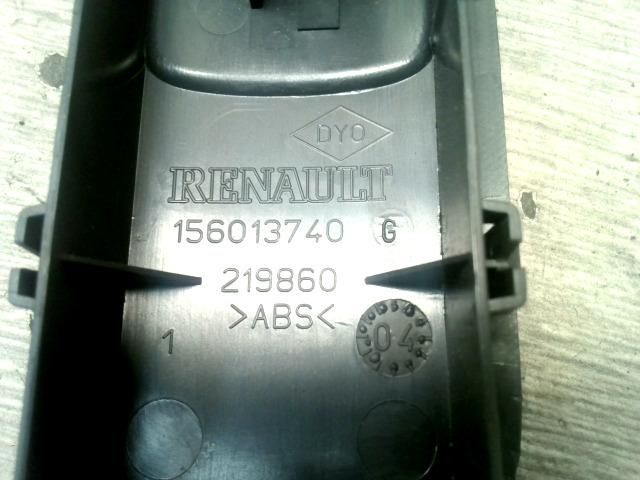 DYO
RENAULT
156013740 G
219860
>ABS<
1
04